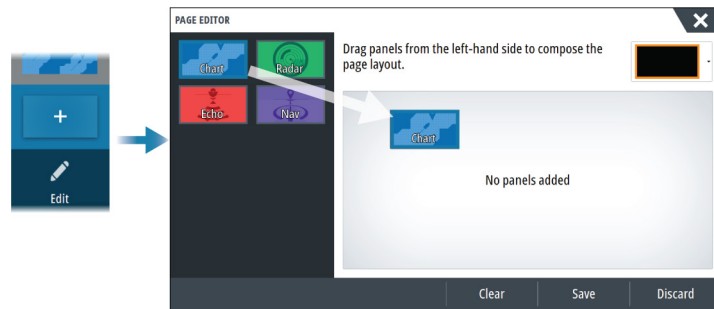 +
Edit
PAGE EDITOR
Chart
Radar
Echo
Nav
Drag panels from the left-hand side to compose the
page layout.
Chart
No panels added
Clear
Save
Discard